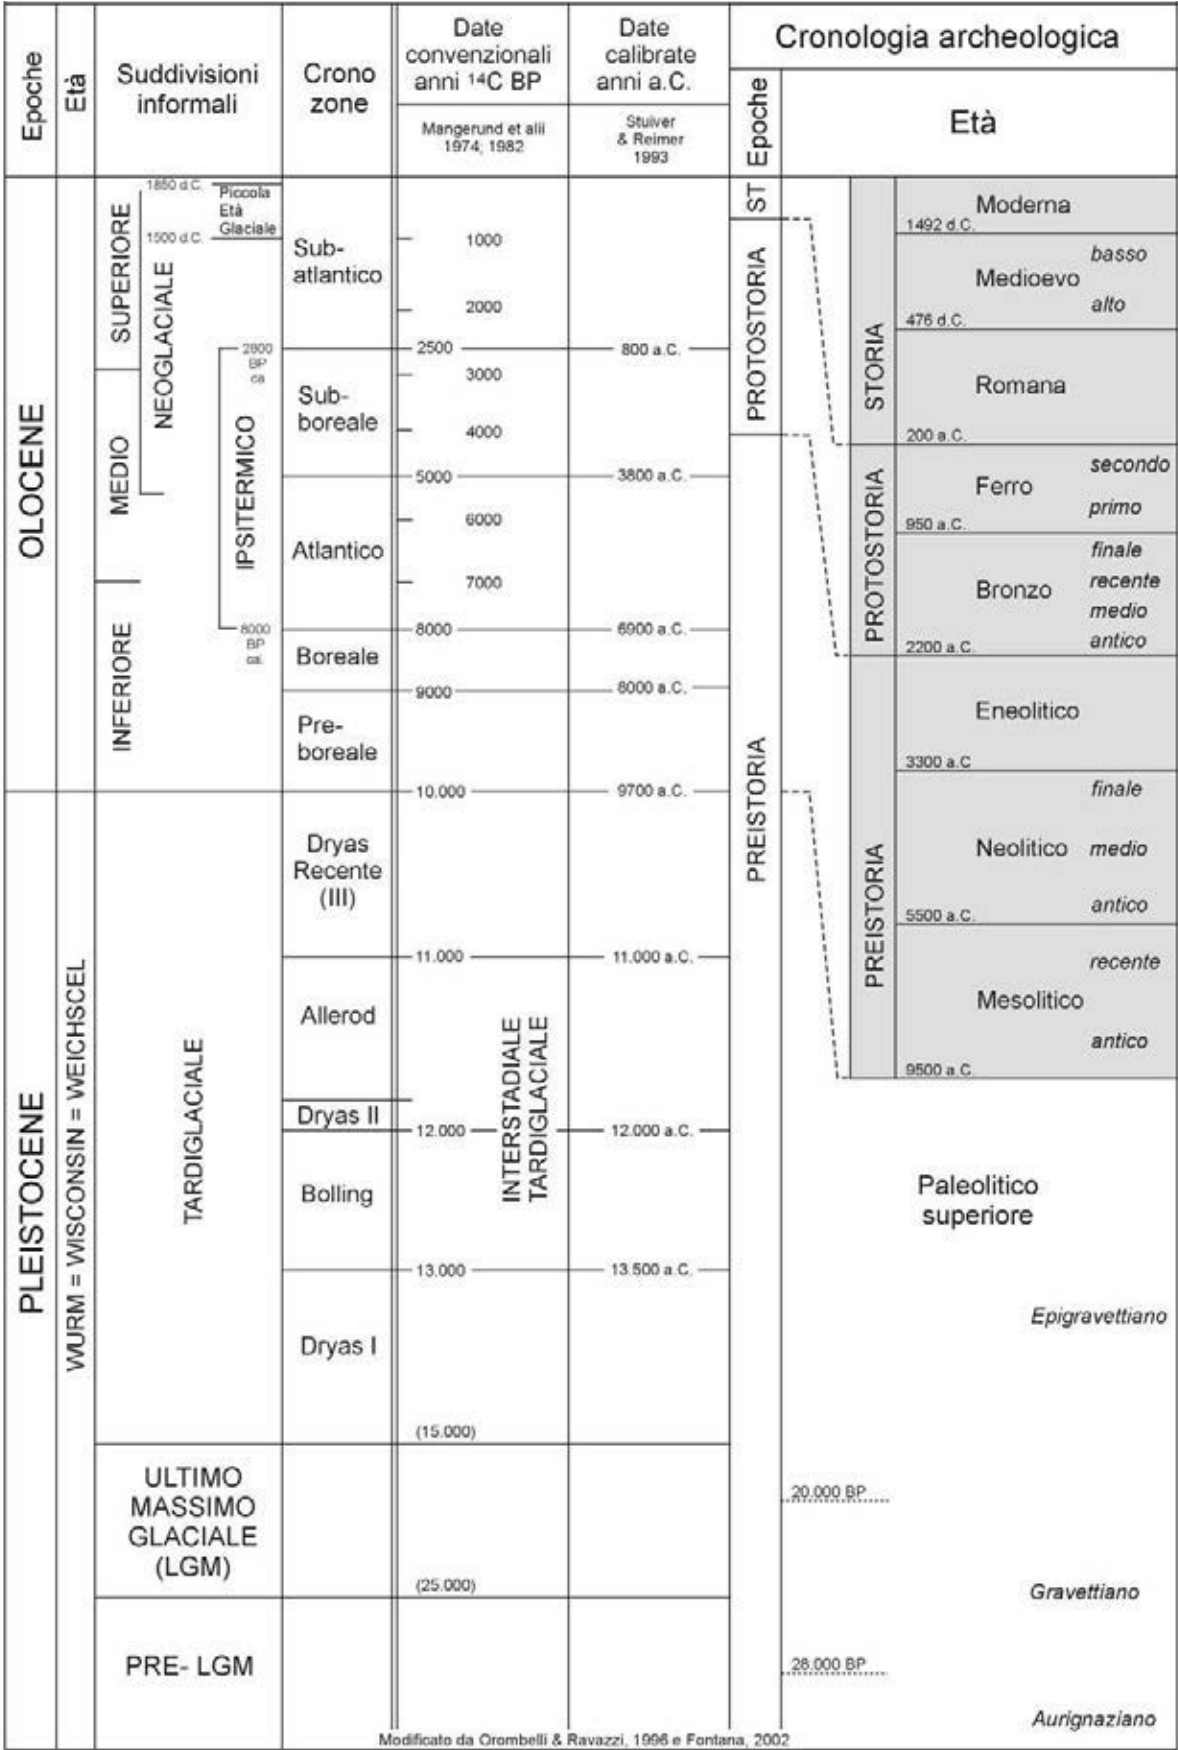 Epoche
Età
Suddivisioni
informali
Crono
zone
Date
convenzionali
anni ¹⁴C BP
Mangerund et alii
1974; 1982
Date
calibrate
anni a.C.
Stuiver
& Reimer
1993
Cronologia archeologica
Epoche
Età
OLOCENE
PLEISTOCENE
WURM = WISCONSIN = WEICHSCEL
SUPERIORE
MEDIO
INFERIORE
NEOGLACIALE
1850 d.C.
Piccola
Età
Glaciale
1500 d.C.
IPSITERMICO
2800
BP
ca
8000
BP
cal.
TARDIGLACIALE
ULTIMO
MASSIMO
GLACIALE
(LGM)
PRE- LGM
Sub-
atlantico
Sub-
boreale
Atlantico
Boreale
Pre-
boreale
Dryas
Recente
(III)
Allerod
Dryas II
Bolling
Dryas I
1000
2000
2500
3000
4000
5000
6000
7000
8000
9000
10.000
11.000
12.000
13.000
(15.000)
(25.000)
INTERSTADIALE
TARDIGLACIALE
800 a.C.
3800 a.C.
6900 a.C.
8000 a.C.
9700 a.C.
11.000 a.C.
12.000 a.C.
13.500 a.C.
ST
PROTOSTORIA
PREISTORIA
STORIA
Moderna
1492 d.C.
Medioevo
basso
alto
476 d.C.
Romana
200 a.C.
PROTOSTORIA
Ferro
secondo
primo
950 a.C.
Bronzo
finale
recente
medio
antico
2200 a.C.
PREISTORIA
Eneolitico
3300 a.C
Neolitico
finale
medio
antico
5500 a.C.
Mesolitico
recente
antico
9500 a.C.
Paleolitico
superiore
Epigravettiano
20.000 BP
Gravettiano
28.000 BP
Aurignaziano
Modificato da Orombelli & Ravazzi, 1996 e Fontana, 2002